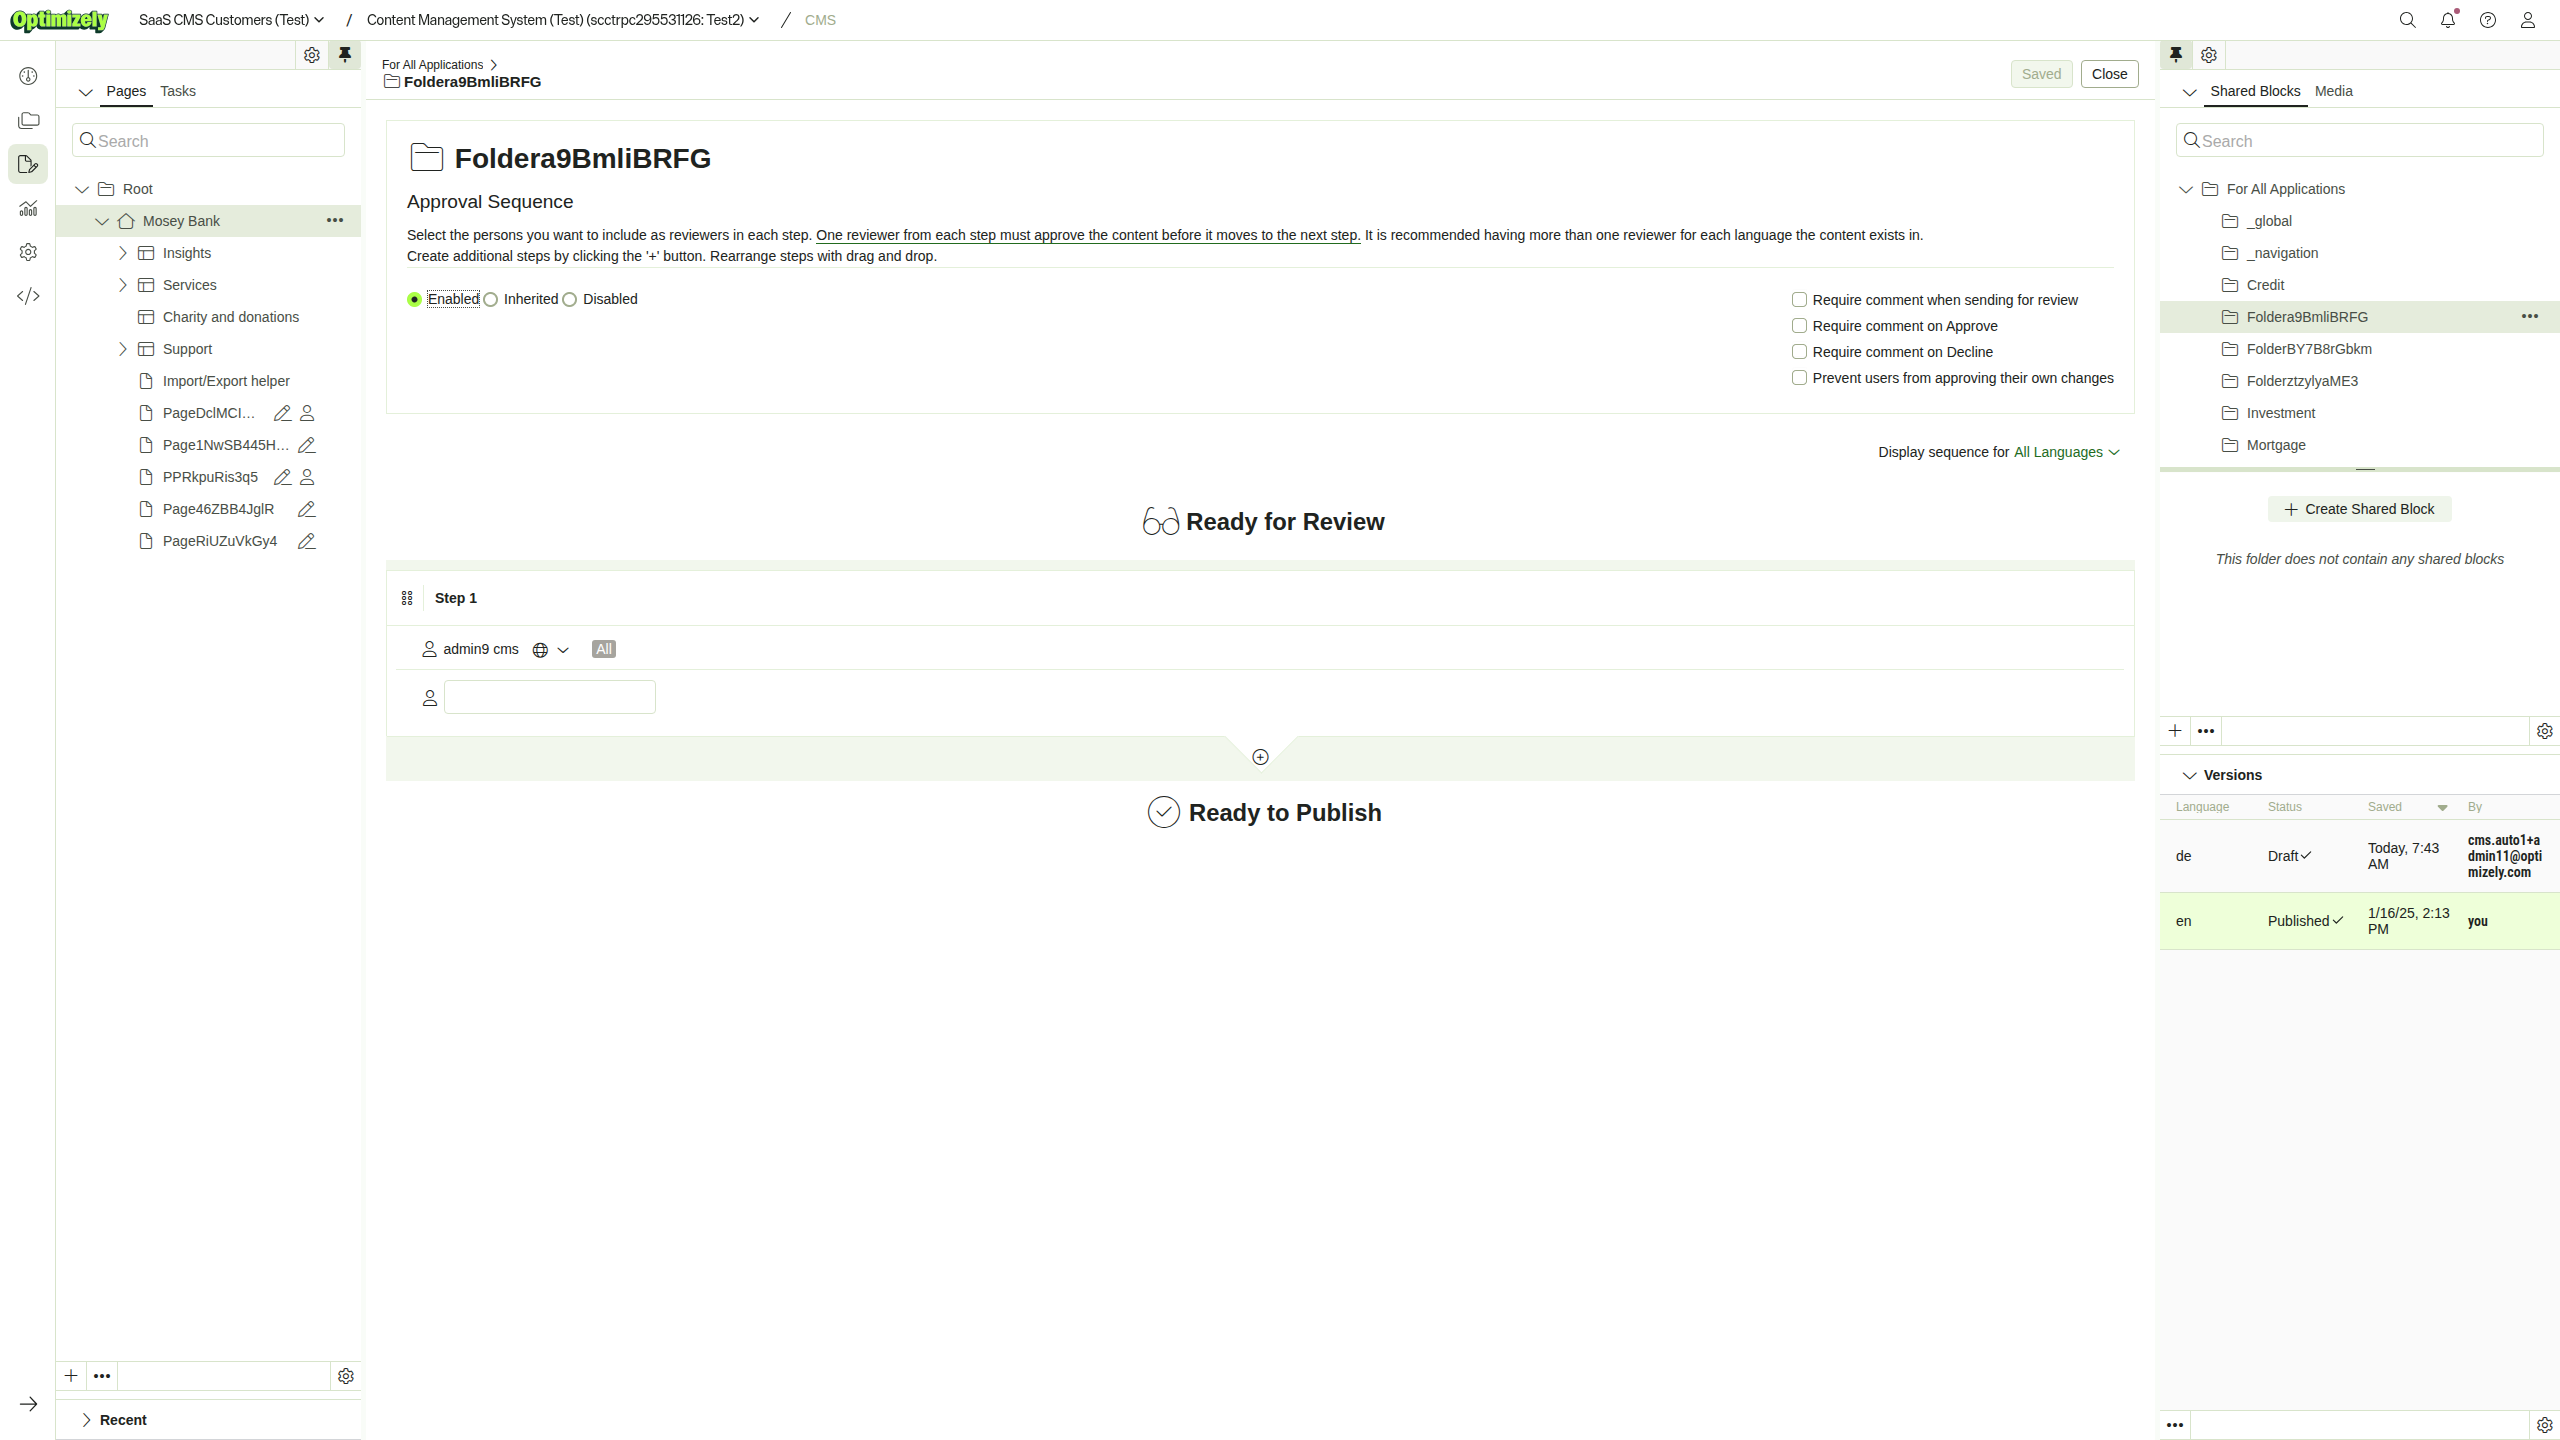 Optimizely
SaaS CMS Customers (Test) / Content Management System (Test) (scctrpc295531126: Test2) / CMS
Pages Tasks
Search
Root
Mosey Bank
Insights
Services
Charity and donations
Support
Import/Export helper
PageDclMCI...
Page1NwSB445H...
PPRkpuRis3q5
Page46ZBB4JglR
PageRiUZuVkGy4
Recent
For All Applications
Foldera9BmliBRFG
Saved Close
Foldera9BmliBRFG
Approval Sequence
Select the persons you want to include as reviewers in each step. One reviewer from each step must approve the content before it moves to the next step. It is recommended having more than one reviewer for each language the content exists in.
Create additional steps by clicking the '+' button. Rearrange steps with drag and drop.
Enabled Inherited Disabled
Require comment when sending for review
Require comment on Approve
Require comment on Decline
Prevent users from approving their own changes
Display sequence for All Languages
Ready for Review
Step 1
admin9 cms All
Ready to Publish
Shared Blocks Media
Search
For All Applications
_global
_navigation
Credit
Foldera9BmliBRFG
FolderBY7B8rGbkm
FolderztzylyaME3
Investment
Mortgage
Create Shared Block
This folder does not contain any shared blocks
Versions
Language Status Saved By
de Draft Today, 7:43 AM cms.auto1+admin11@optimizely.com
en Published 1/16/25, 2:13 PM you